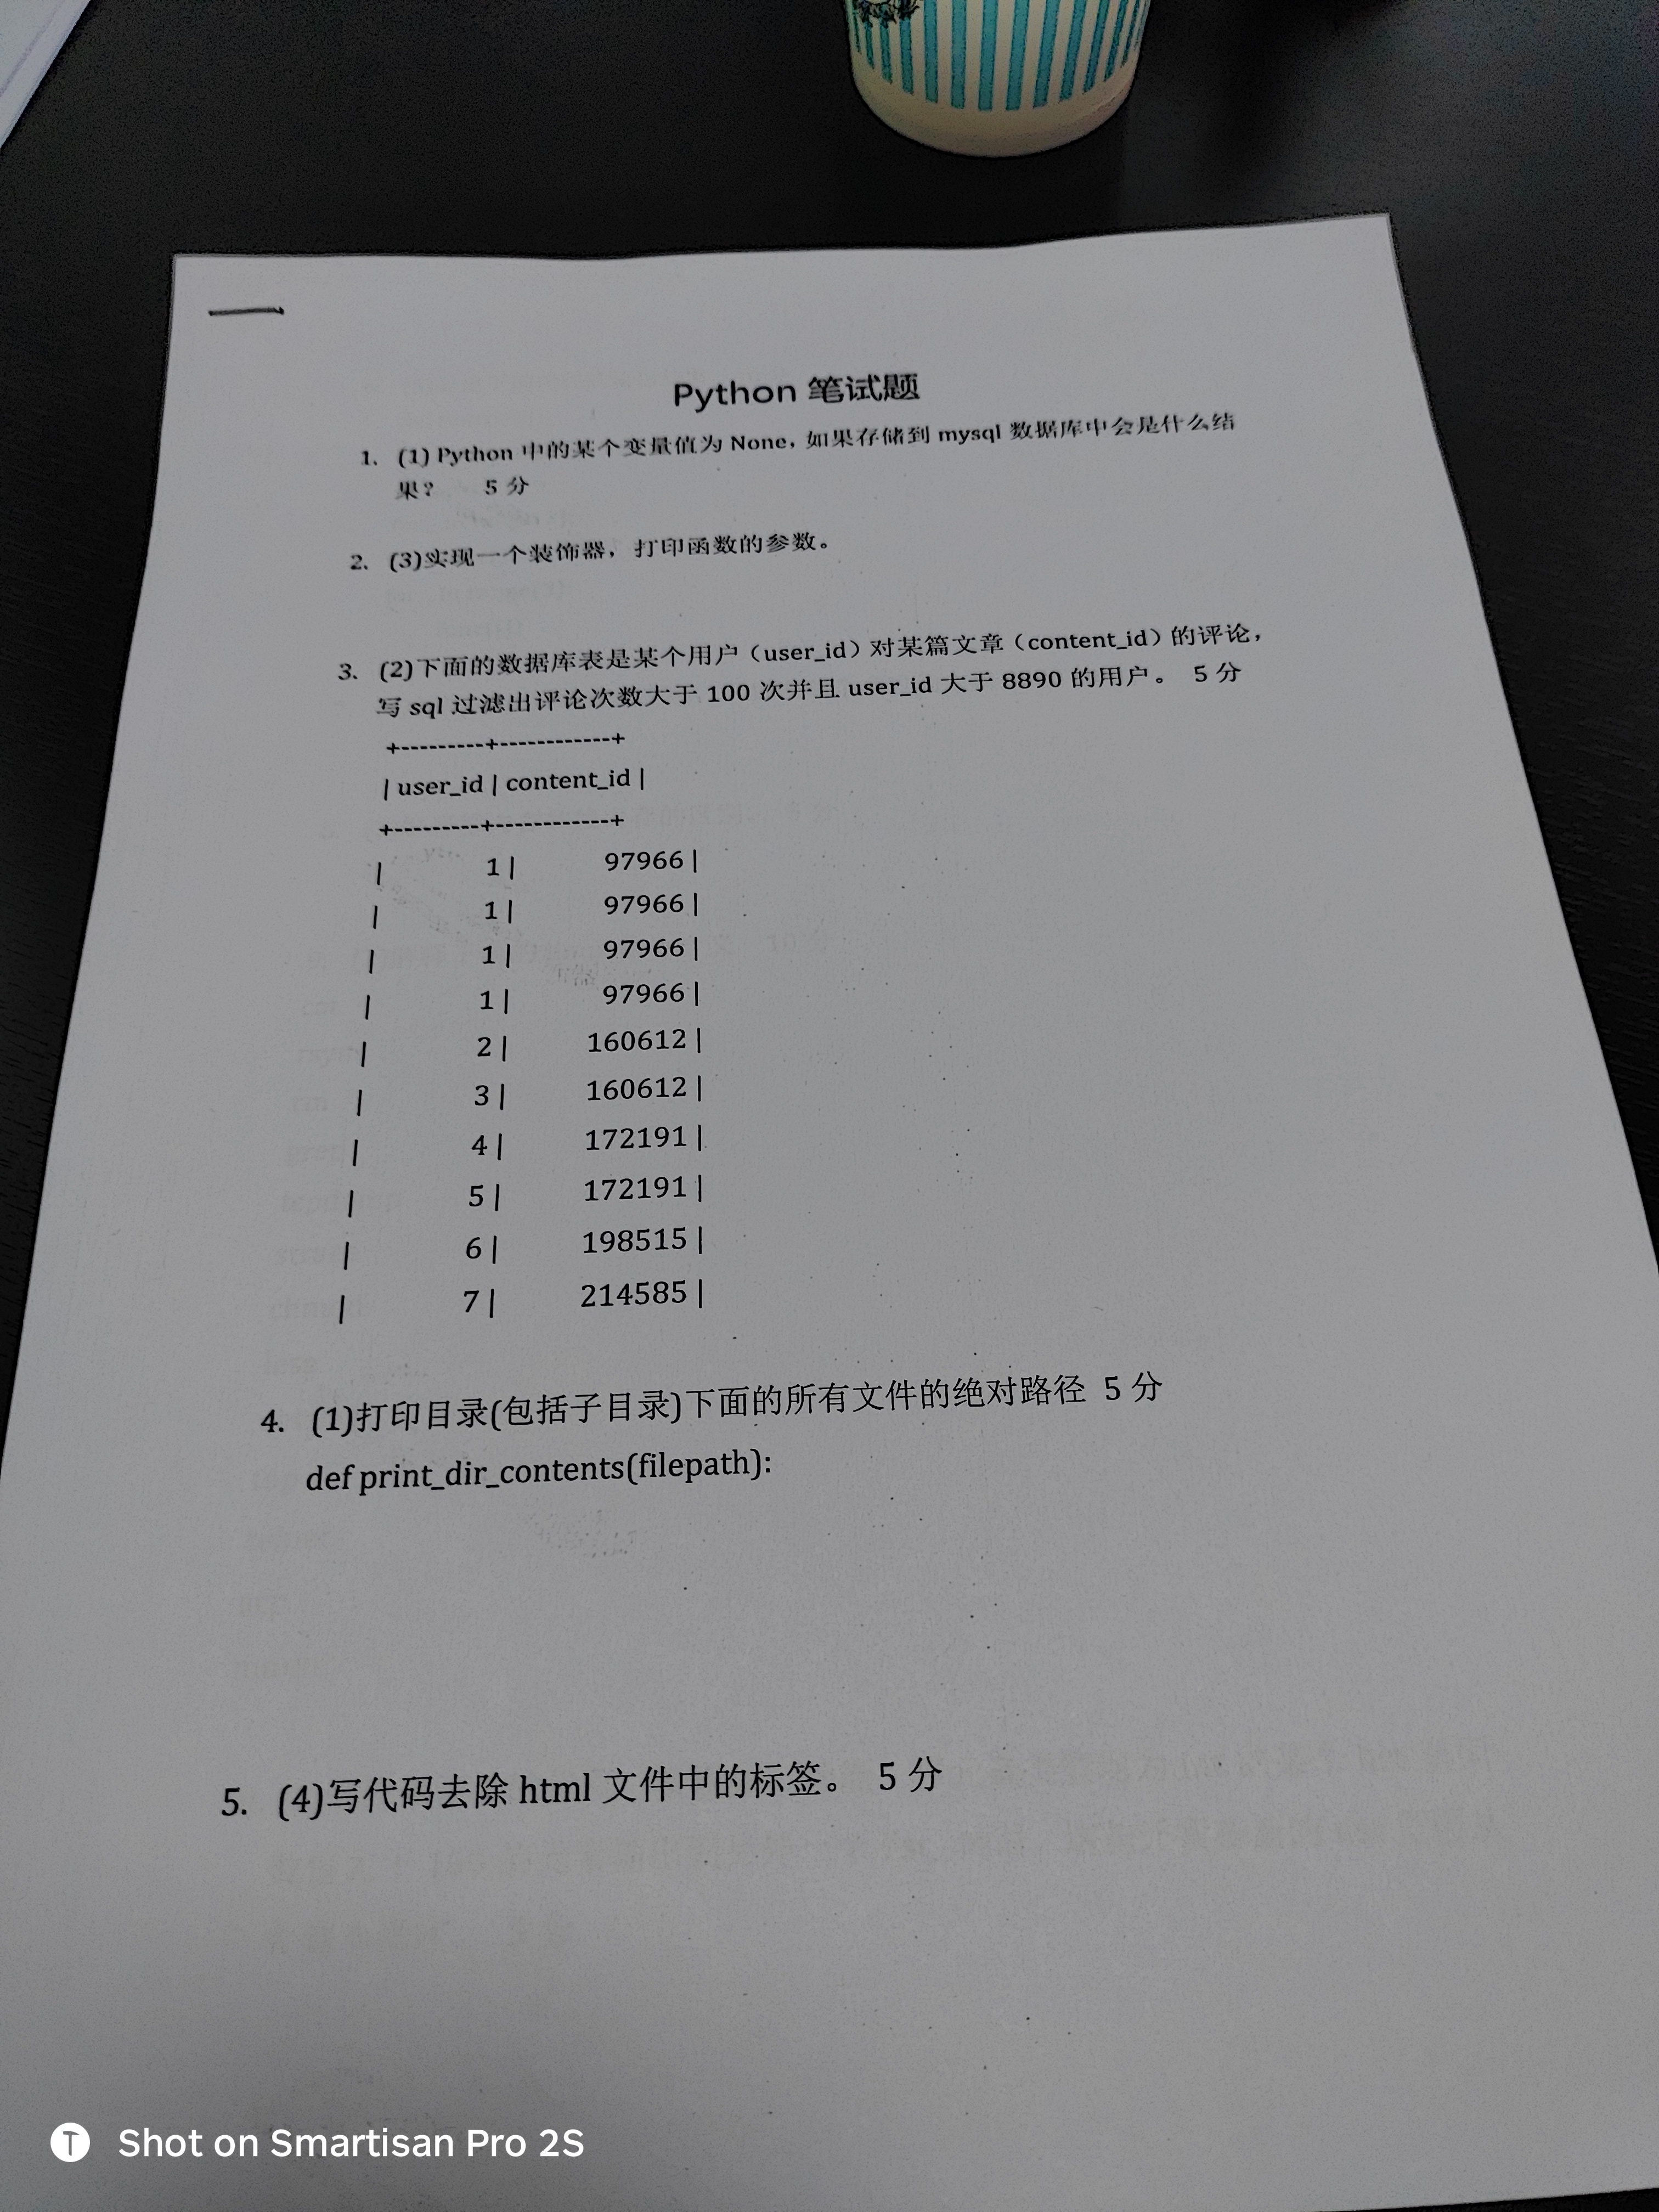 Python 笔试题
1. (1) Python 中的某个变量值为 None，如果存储到 mysql 数据库中会是什么结
果？ 5 分
2. (3)实现一个装饰器，打印函数的参数。
3. (2)下面的数据库表是某个用户（user_id）对某篇文章（content_id）的评论，
写 sql 过滤出评论次数大于 100 次并且 user_id 大于 8890 的用户。 5 分
+---------+------------+
| user_id | content_id |
+---------+------------+
| 1 | 97966 |
| 1 | 97966 |
| 1 | 97966 |
| 1 | 97966 |
| 2 | 160612 |
| 3 | 160612 |
| 4 | 172191 |
| 5 | 172191 |
| 6 | 198515 |
| 7 | 214585 |
4. (1)打印目录(包括子目录)下面的所有文件的绝对路径 5 分
def print_dir_contents(filepath):
5. (4)写代码去除 html 文件中的标签。 5 分
Shot on Smartisan Pro 2S